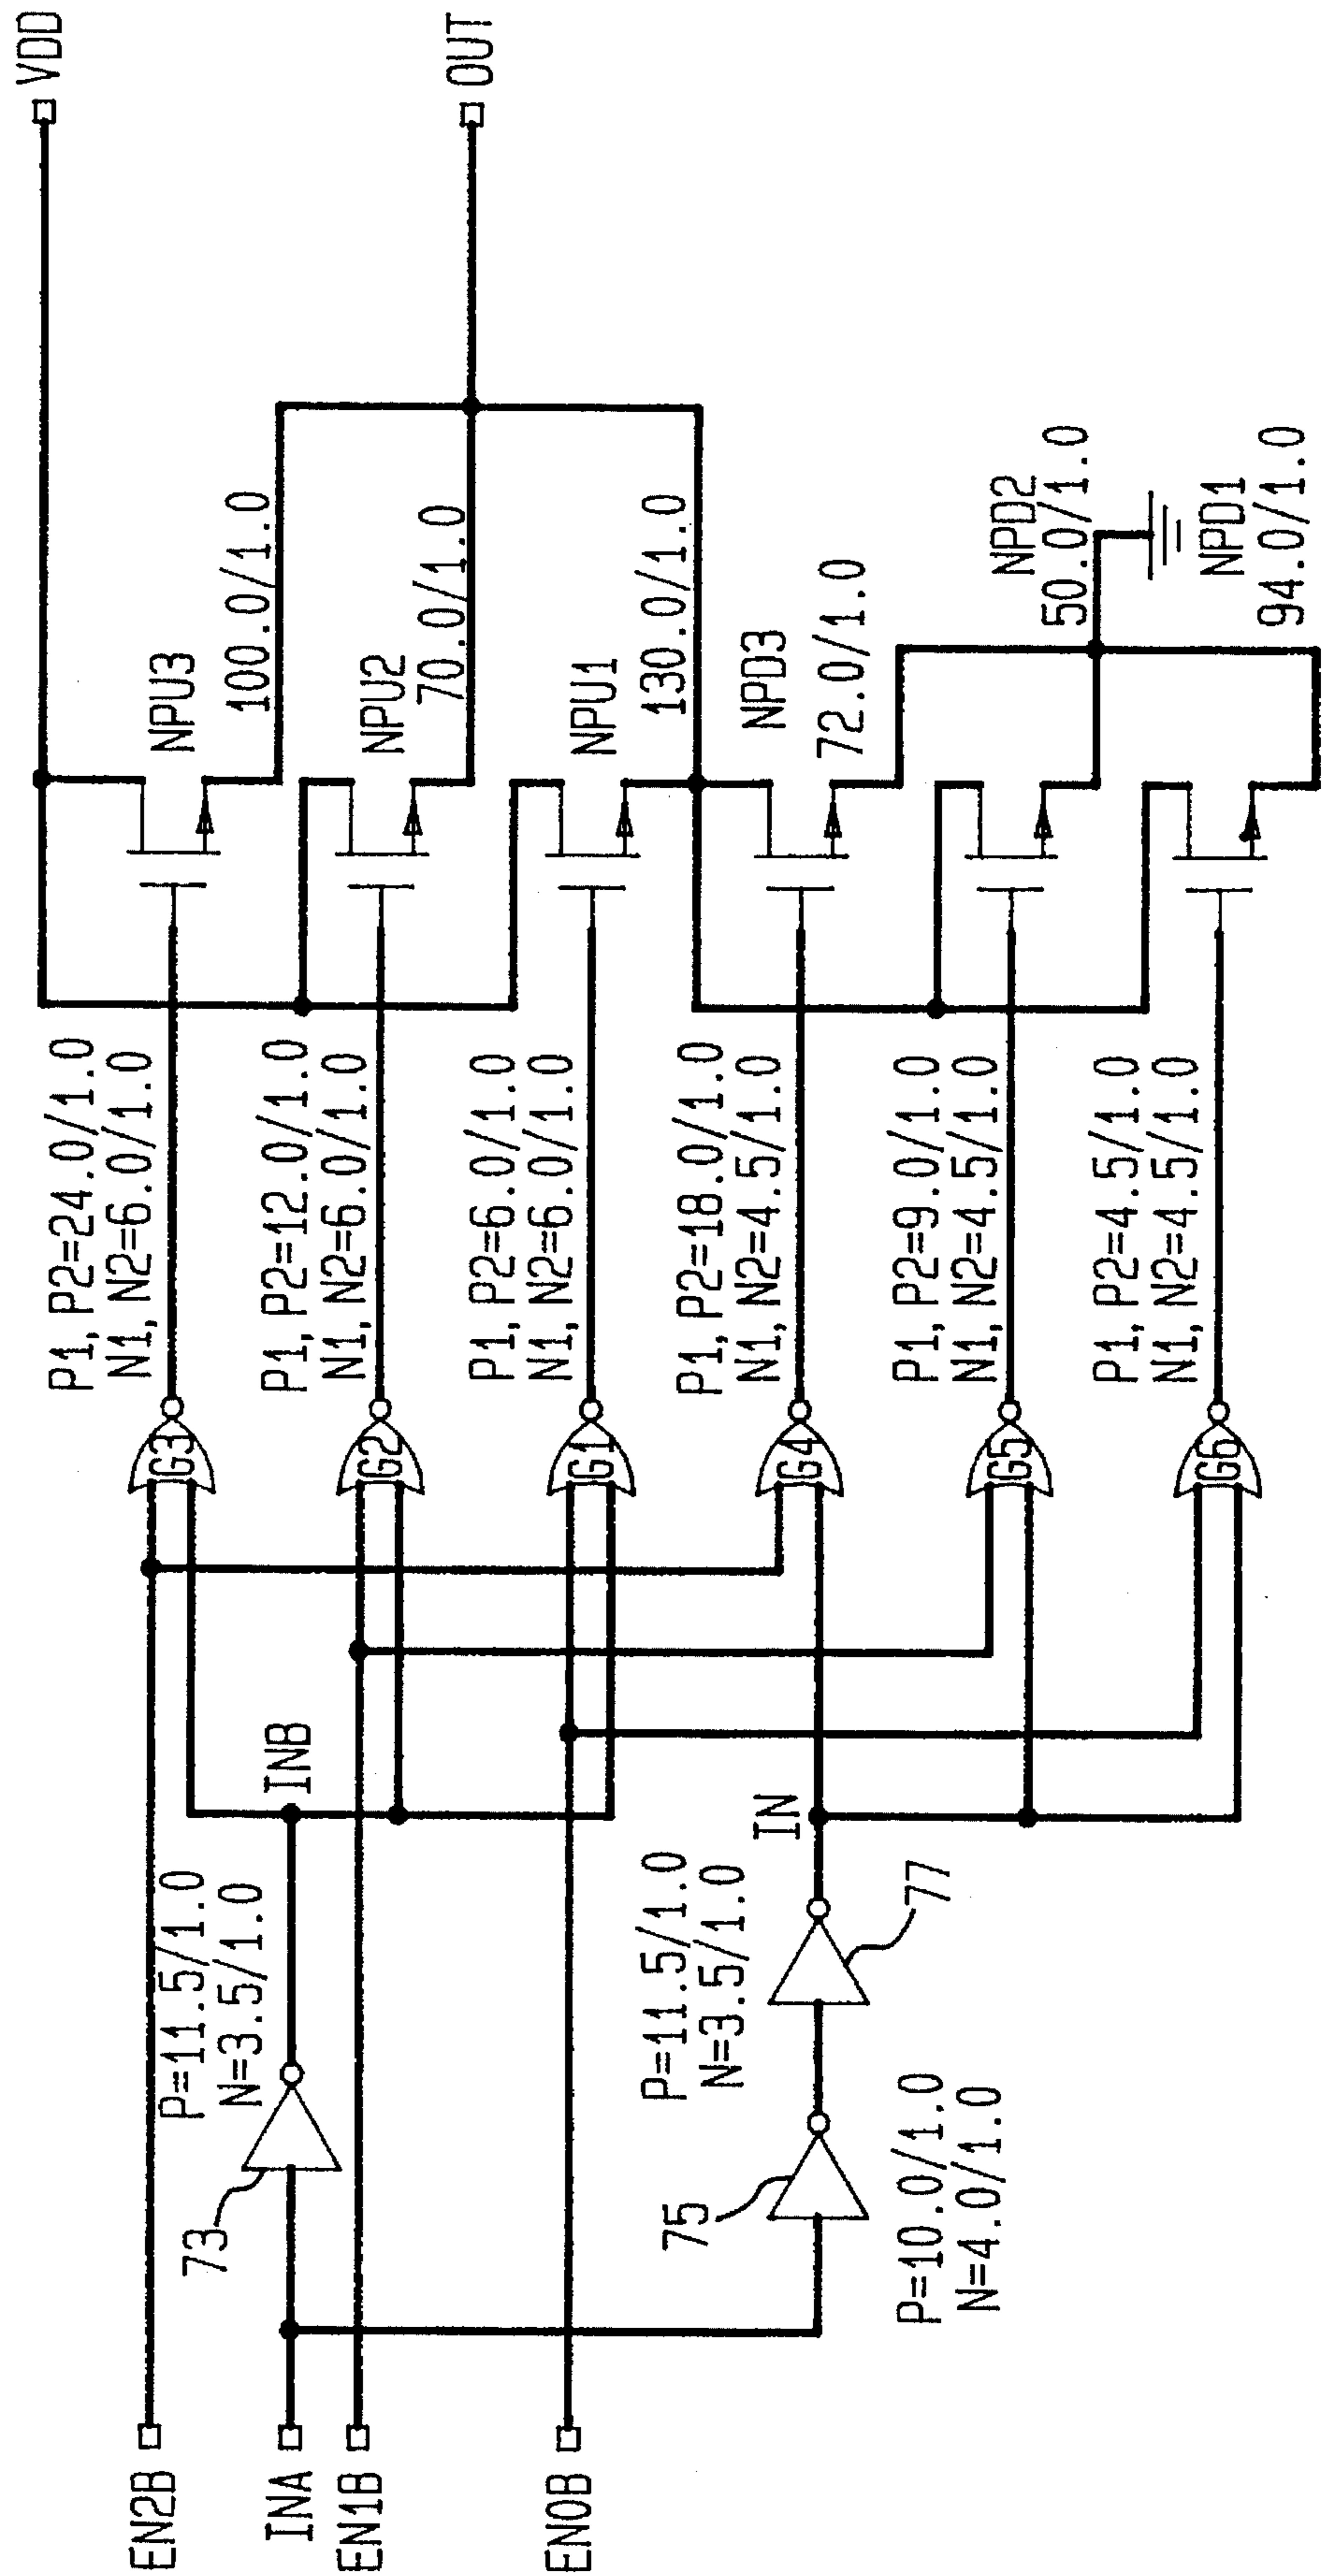 VDD
OUT
NPU3
100.0/1.0
NPU2
70.0/1.0
NPU1
130.0/1.0
NPD3
72.0/1.0
NPD2
50.0/1.0
NPD1
94.0/1.0
P1, P2=24.0/1.0
N1, N2=6.0/1.0
P1, P2=12.0/1.0
N1, N2=6.0/1.0
P1, P2=6.0/1.0
N1, N2=6.0/1.0
P1, P2=18.0/1.0
N1, N2=4.5/1.0
P1, P2=9.0/1.0
N1, N2=4.5/1.0
P1, P2=4.5/1.0
N1, N2=4.5/1.0
G3
G2
G1
G4
G5
G6
INB
IN
P=11.5/1.0
N=3.5/1.0
73
P=11.5/1.0
N=3.5/1.0
77
75
P=10.0/1.0
N=4.0/1.0
EN2B
INA
EN1B
EN0B